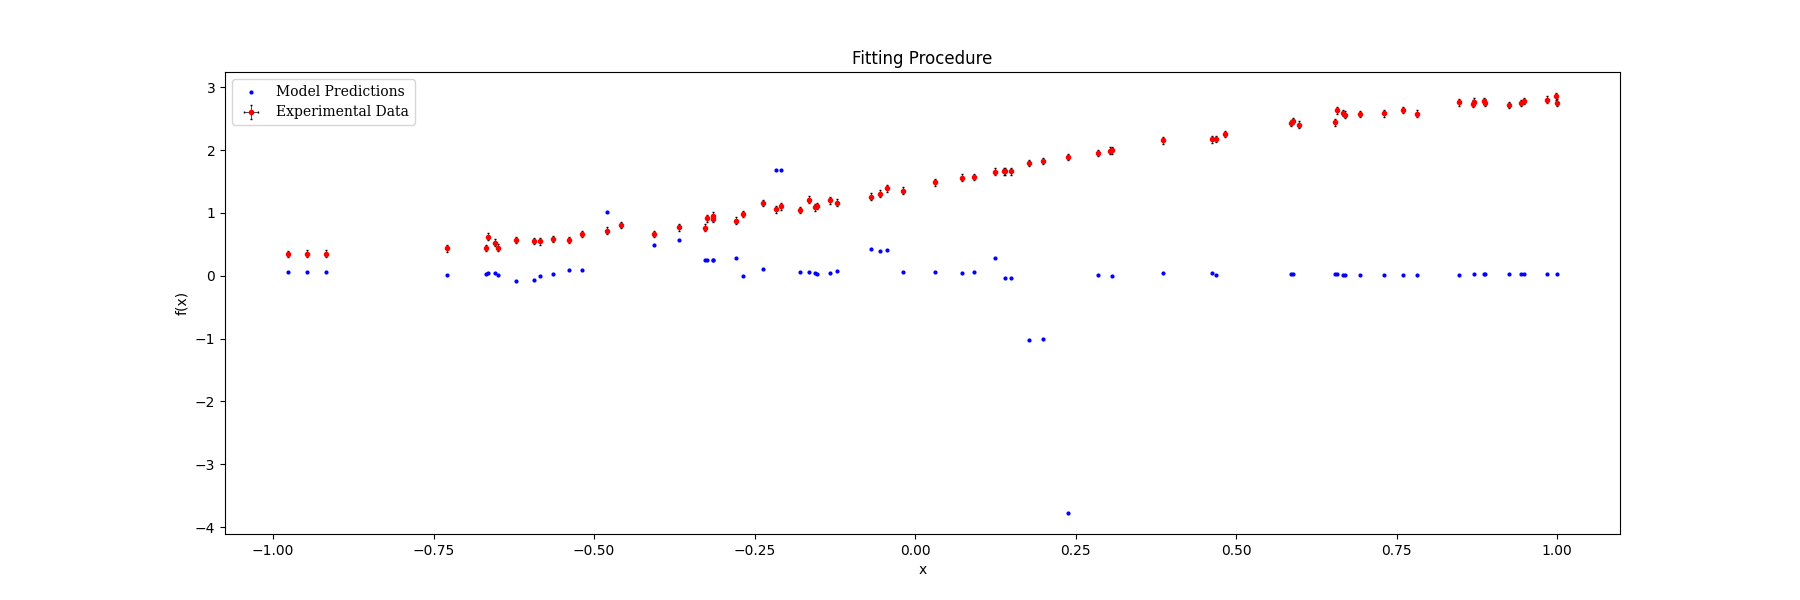 Fitting Procedure
Model Predictions
Experimental Data
f(x)
3
2
1
0
−1
−2
−3
−4
−1.00 −0.75 −0.50 −0.25 0.00 0.25 0.50 0.75 1.00
x